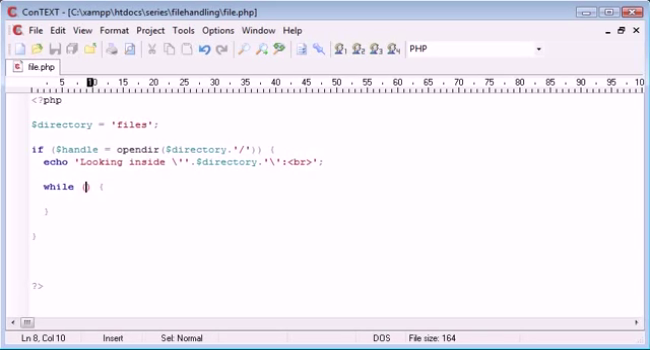 ConTEXT - [C:\xampp\htdocs\series\filehandling\file.php]
File Edit View Format Project Tools Options Window Help
PHP
file.php
5 10 15 20 25 30 35 40 45 50 55 60 65 70 75 80 85 90 95 10
<?php
$directory = 'files';
if ($handle = opendir($directory.'/')) {
echo 'Looking inside \''.$directory.'\':<br>';
while () {
}
}
?>
Ln 8, Col 10 Insert Sel: Normal DOS File size: 164